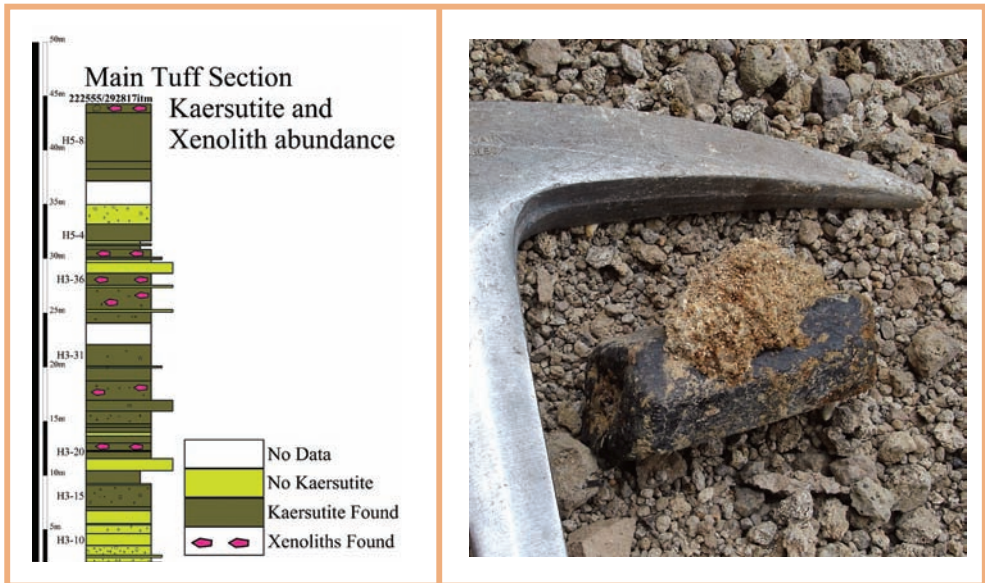 50m
Main Tuff Section
45m
222555/292817itm
Kaersutite and
Xenolith abundance
H5-8
40m
35m
H5-4
30m
H3-36
25m
H3-31
20m
15m
H3-20
10m
H3-15
5m
H3-10
No Data
No Kaersutite
Kaersutite Found
Xenoliths Found